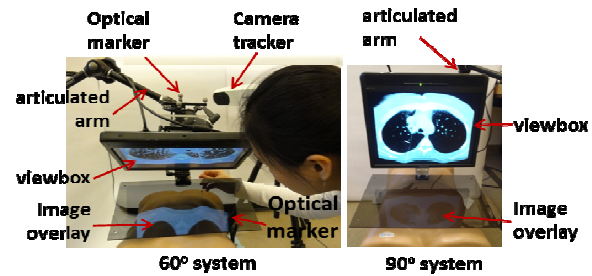 Optical
marker
Camera
tracker
articulated
arm
articulated
arm
viewbox
viewbox
Image
overlay
Optical
marker
Image
overlay
60° system
90° system